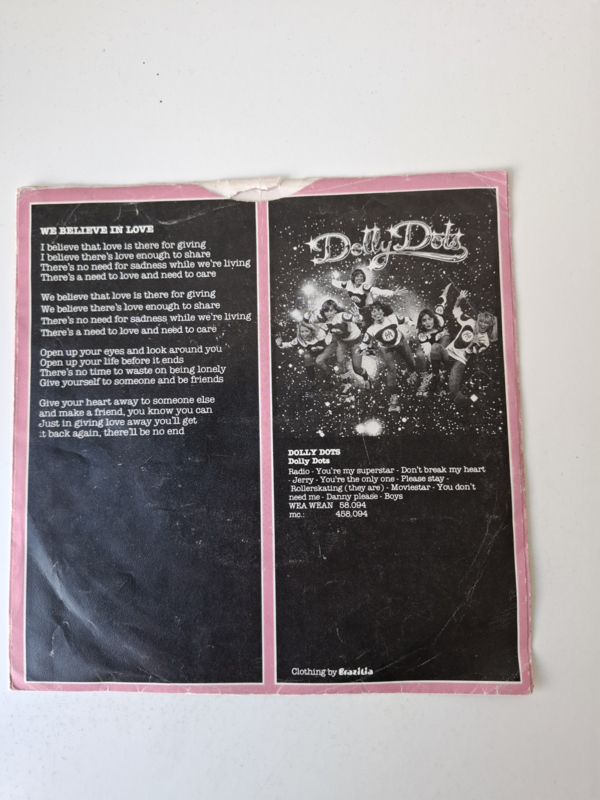 WE BELIEVE IN LOVE
I believe that love is there for giving
I believe there's love enough to share
There's no need for sadness while we're living
There's a need to love and need to care
We believe that love is there for giving
We believe there's love enough to share
There's no need for sadness while we're living
There's a need to love and need to care
Open up your eyes and look around you
Open up your life before it ends
There's no time to waste on being lonely
Give yourself to someone and be friends
Give your heart away to someone else
and make a friend, you know you can
Just in giving love away you'll get
it back again, there'll be no end
Dolly Dots
DOLLY DOTS
Dolly Dots
Radio - You're my superstar - Don't break my heart
- Jerry - You're the only one - Please stay -
Rollerskating (they are) - Moviestar - You don't
need me - Danny please - Boys
WEA WEAN 58.094
mc.: 458.094
Clothing by Brazilia